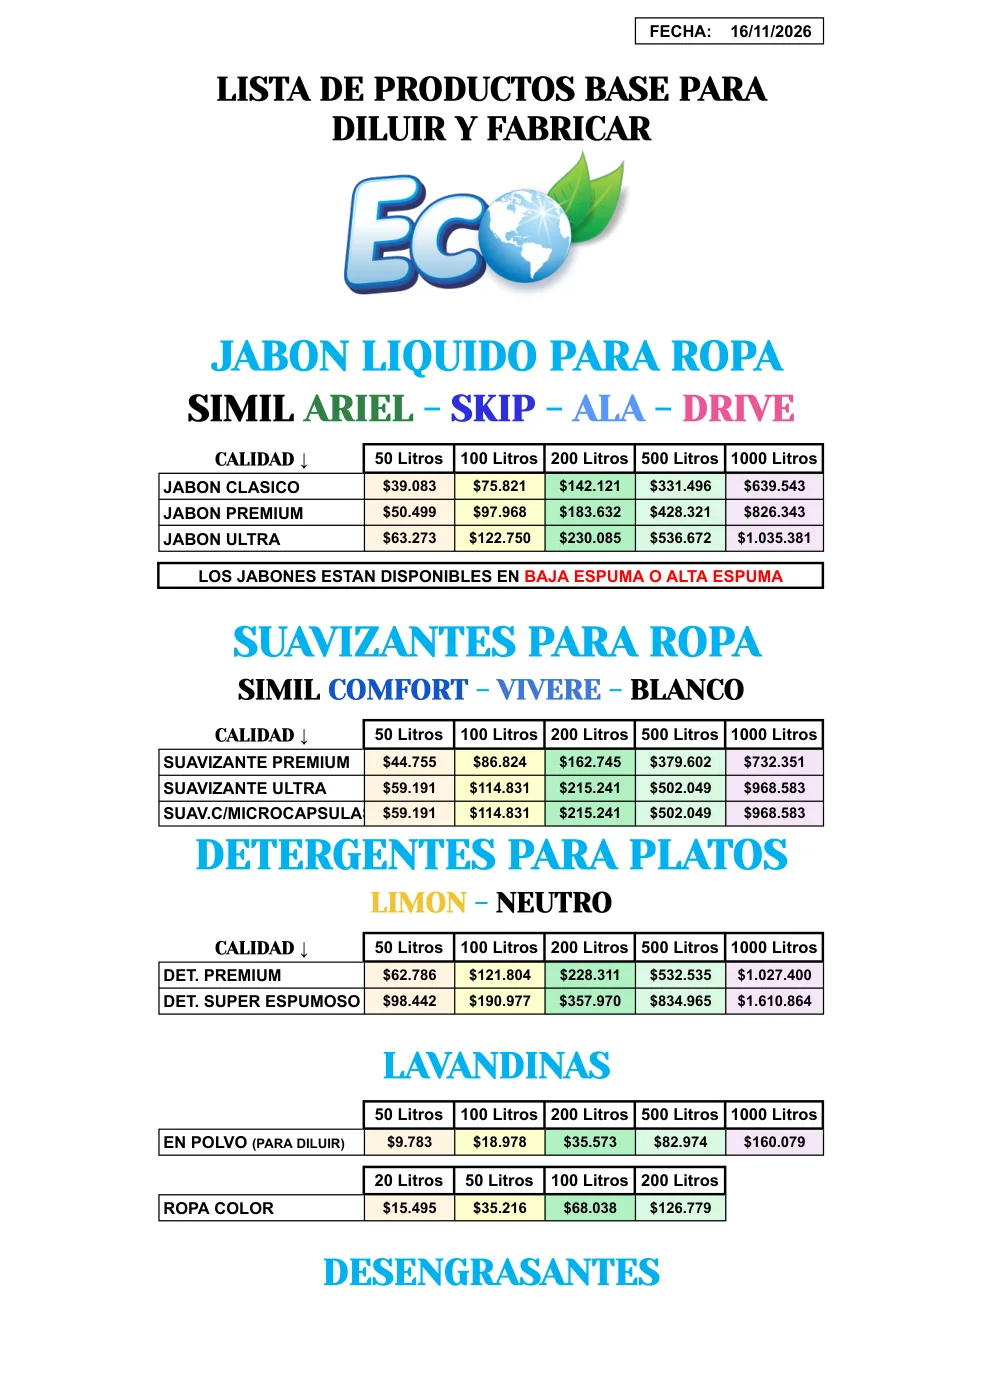 FECHA: 16/11/2026
LISTA DE PRODUCTOS BASE PARA
DILUIR Y FABRICAR
Eco
JABON LIQUIDO PARA ROPA
SIMIL ARIEL - SKIP - ALA - DRIVE
CALIDAD ↓ 50 Litros 100 Litros 200 Litros 500 Litros 1000 Litros
JABON CLASICO $39.083 $75.821 $142.121 $331.496 $639.543
JABON PREMIUM $50.499 $97.968 $183.632 $428.321 $826.343
JABON ULTRA $63.273 $122.750 $230.085 $536.672 $1.035.381
LOS JABONES ESTAN DISPONIBLES EN BAJA ESPUMA O ALTA ESPUMA
SUAVIZANTES PARA ROPA
SIMIL COMFORT - VIVERE - BLANCO
CALIDAD ↓ 50 Litros 100 Litros 200 Litros 500 Litros 1000 Litros
SUAVIZANTE PREMIUM $44.755 $86.824 $162.745 $379.602 $732.351
SUAVIZANTE ULTRA $59.191 $114.831 $215.241 $502.049 $968.583
SUAV.C/MICROCAPSULAS $59.191 $114.831 $215.241 $502.049 $968.583
DETERGENTES PARA PLATOS
LIMON - NEUTRO
CALIDAD ↓ 50 Litros 100 Litros 200 Litros 500 Litros 1000 Litros
DET. PREMIUM $62.786 $121.804 $228.311 $532.535 $1.027.400
DET. SUPER ESPUMOSO $98.442 $190.977 $357.970 $834.965 $1.610.864
LAVANDINAS
50 Litros 100 Litros 200 Litros 500 Litros 1000 Litros
EN POLVO (PARA DILUIR) $9.783 $18.978 $35.573 $82.974 $160.079
20 Litros 50 Litros 100 Litros 200 Litros
ROPA COLOR $15.495 $35.216 $68.038 $126.779
DESENGRASANTES